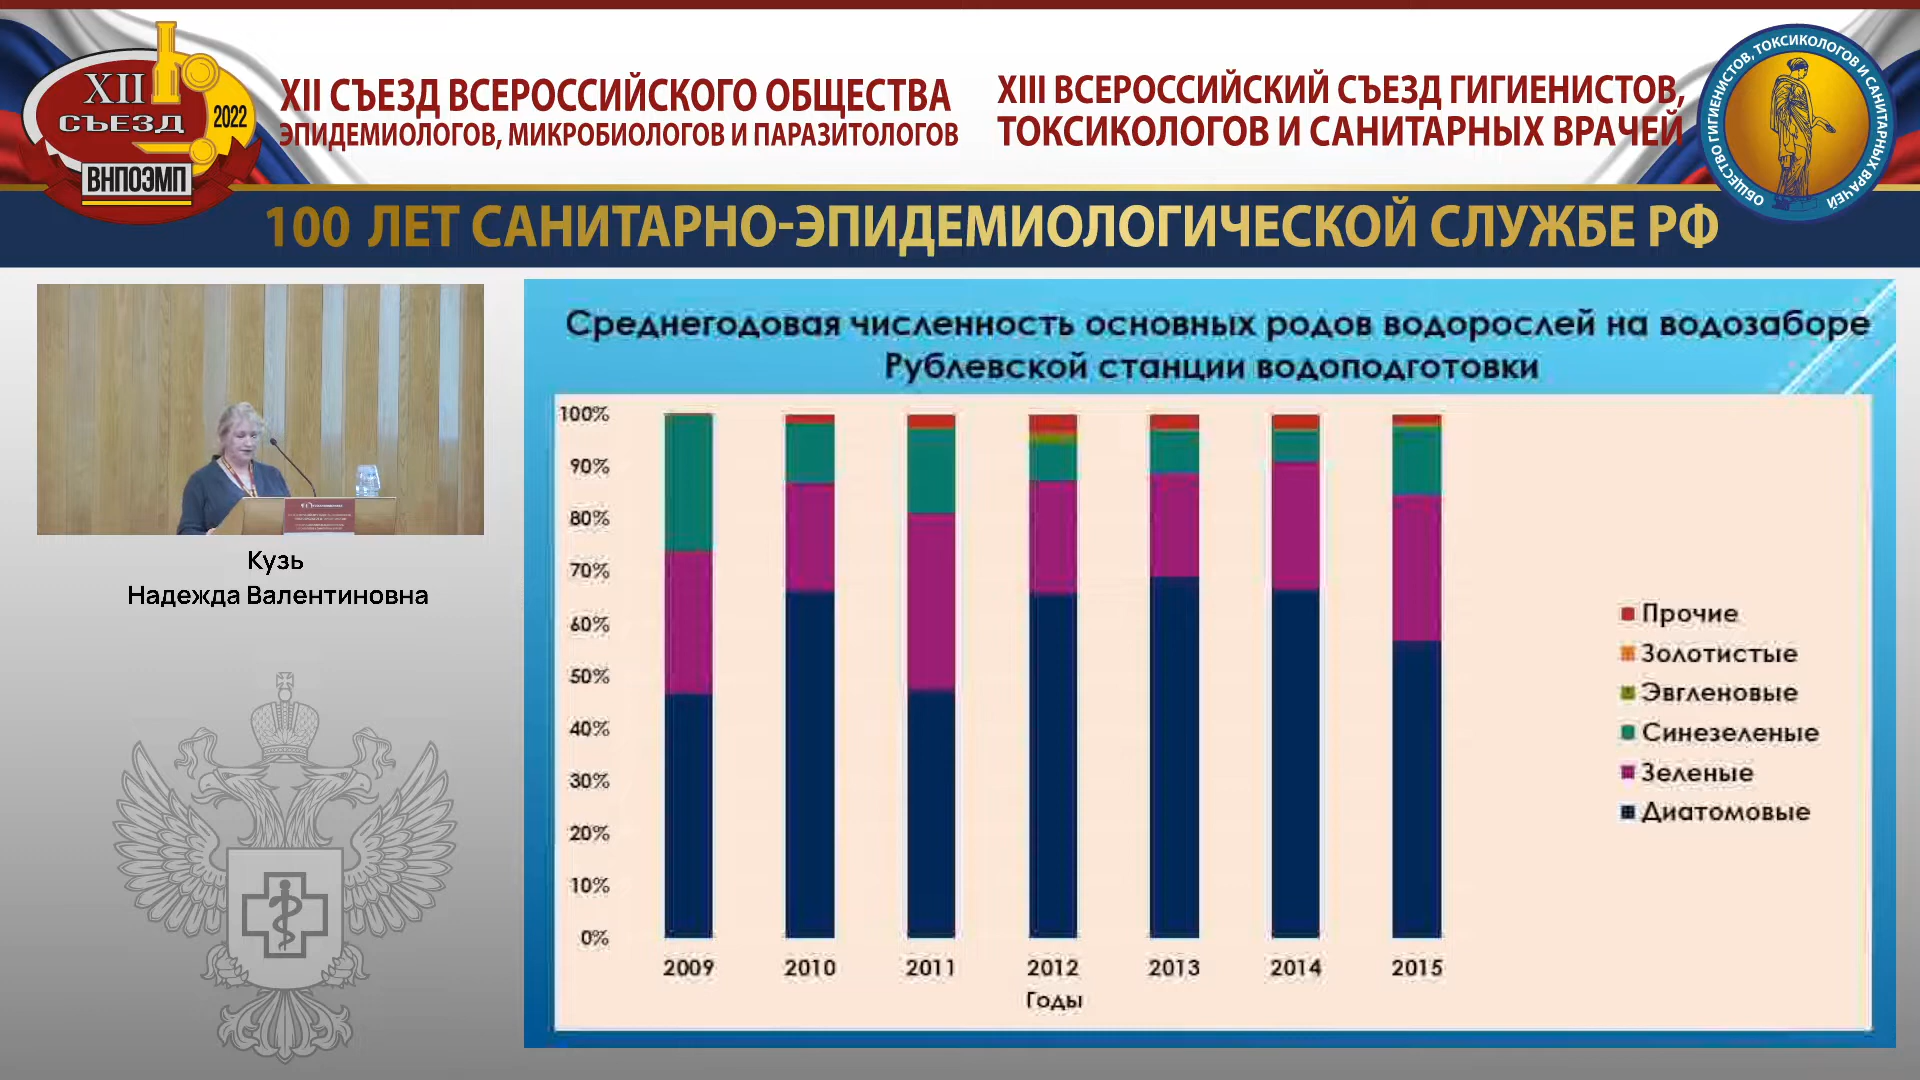 XII СЪЕЗД
2022
ВНПОЭМП
XII СЪЕЗД ВСЕРОССИЙСКОГО ОБЩЕСТВА
ЭПИДЕМИОЛОГОВ, МИКРОБИОЛОГОВ И ПАРАЗИТОЛОГОВ
XIII ВСЕРОССИЙСКИЙ СЪЕЗД ГИГИЕНИСТОВ,
ТОКСИКОЛОГОВ И САНИТАРНЫХ ВРАЧЕЙ
ОБЩЕСТВО ГИГИЕНИСТОВ, ТОКСИКОЛОГОВ И САНИТАРНЫХ ВРАЧЕЙ
100 ЛЕТ САНИТАРНО-ЭПИДЕМИОЛОГИЧЕСКОЙ СЛУЖБЕ РФ
Кузь
Надежда Валентиновна
Среднегодовая численность основных родов водорослей на водозаборе
Рублевской станции водоподготовки
100%
90%
80%
70%
60%
50%
40%
30%
20%
10%
0%
2009 2010 2011 2012 2013 2014 2015
Годы
Прочие
Золотистые
Эвгленовые
Синезеленые
Зеленые
Диатомовые